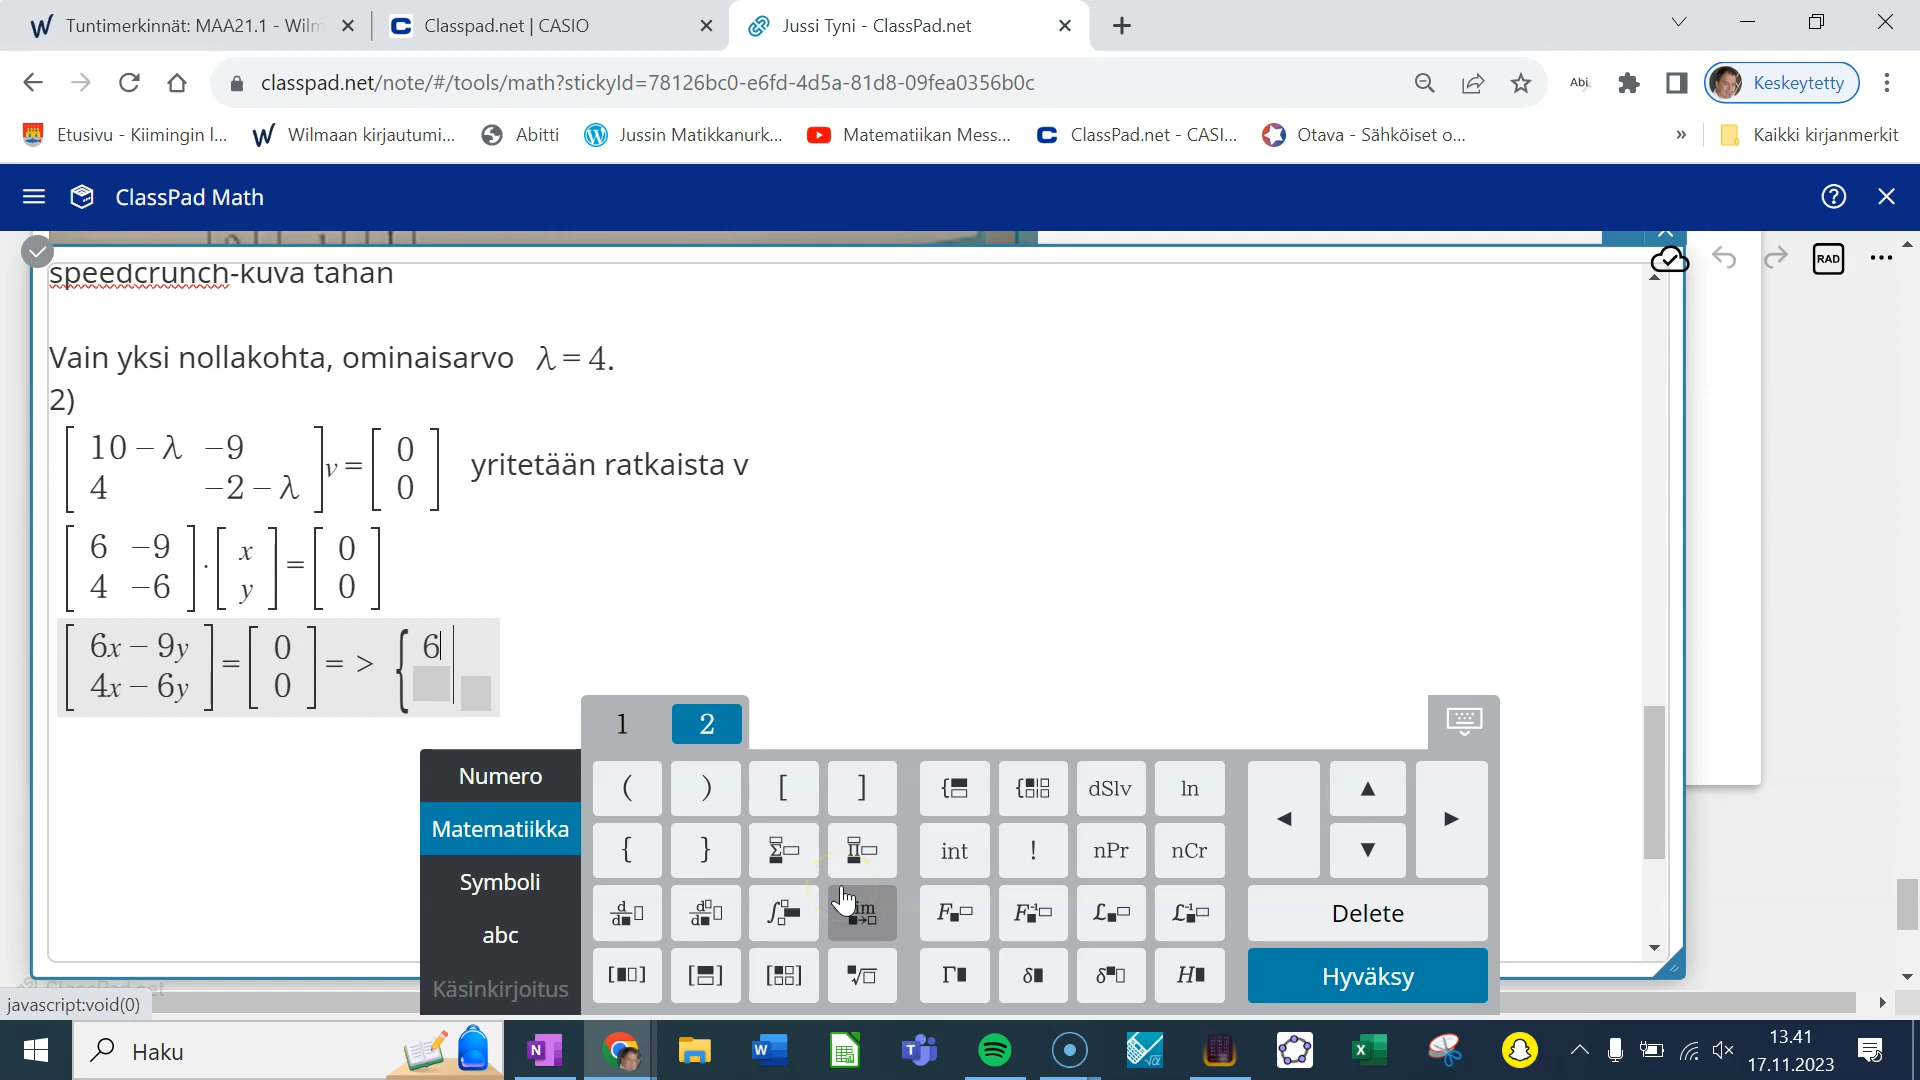 Tuntimerkinnät: MAA21.1 - Wilm
Classpad.net | CASIO
Jussi Tyni - ClassPad.net
classpad.net/note/#/tools/math?stickyId=78126bc0-e6fd-4d5a-81d8-09fea0356b0c
Keskeytetty
Etusivu - Kiimingin l...
Wilmaan kirjautumi...
Abitti
Jussin Matikkanurk...
Matematiikan Mess...
ClassPad.net - CASI...
Otava - Sähköiset o...
»
Kaikki kirjanmerkit
ClassPad Math
RAD
speedcrunch-kuva tähän
Vain yksi nollakohta, ominaisarvo λ = 4.
2)
[10 − λ −9
4 −2 − λ] v = [0
0] yritetään ratkaista v
[6 −9
4 −6] · [x
y] = [0
0]
[6x − 9y
4x − 6y] = [0
0] = > {6
1 2
Numero
Matematiikka
Symboli
abc
Käsinkirjoitus
( ) [ ] dSlv ln
{ } Σ Π int ! nPr nCr
d/d d/d ∫ lim F F⁻¹ L L⁻¹
√ Γ δ δ H
Delete
Hyväksy
ClassPad.net
javascript:void(0)
Haku
13.41
17.11.2023